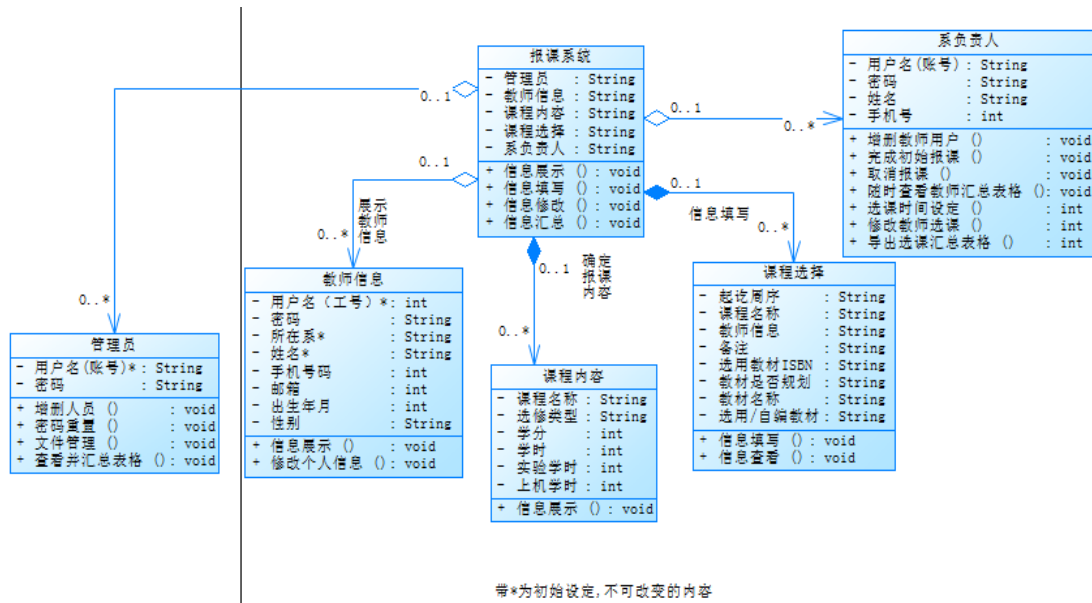 报课系统
- 管理员 : String
- 教师信息 : String
- 课程内容 : String
- 课程选择 : String
- 系负责人 : String
+ 信息展示 () : void
+ 信息填写 () : void
+ 信息修改 () : void
+ 信息汇总 () : void
系负责人
- 用户名(账号) : String
- 密码 : String
- 姓名 : String
- 手机号 : int
+ 增删教师用户 () : void
+ 完成初始报课 () : void
+ 取消报课 () : void
+ 随时查看教师汇总表格 () : void
+ 选课时间设定 () : int
+ 修改教师选课 () : int
+ 导出选课汇总表格 () : int
0..1
0..*
0..1
0..*
0..1
展示
教师
信息
0..*
0..1
信息填写
0..*
0..1
确定
报课
内容
0..*
管理员
- 用户名(账号)* : String
- 密码 : String
+ 增删人员 () : void
+ 密码重置 () : void
+ 文件管理 () : void
+ 查看并汇总表格 () : void
教师信息
- 用户名（工号）* : int
- 密码 : String
- 所在系* : String
- 姓名* : String
- 手机号码 : int
- 邮箱 : int
- 出生年月 : int
- 性别 : String
+ 信息展示 () : void
+ 修改个人信息 () : void
课程内容
- 课程名称 : String
- 选修类型 : String
- 学分 : int
- 学时 : int
- 实验学时 : int
- 上机学时 : int
+ 信息展示 () : void
课程选择
- 起讫周序 : String
- 课程名称 : String
- 教师信息 : String
- 备注 : String
- 选用教材ISBN : String
- 教材是否规划 : String
- 教材名称 : String
- 选用/自编教材 : String
+ 信息填写 () : void
+ 信息查看 () : void
带*为初始设定,不可改变的内容